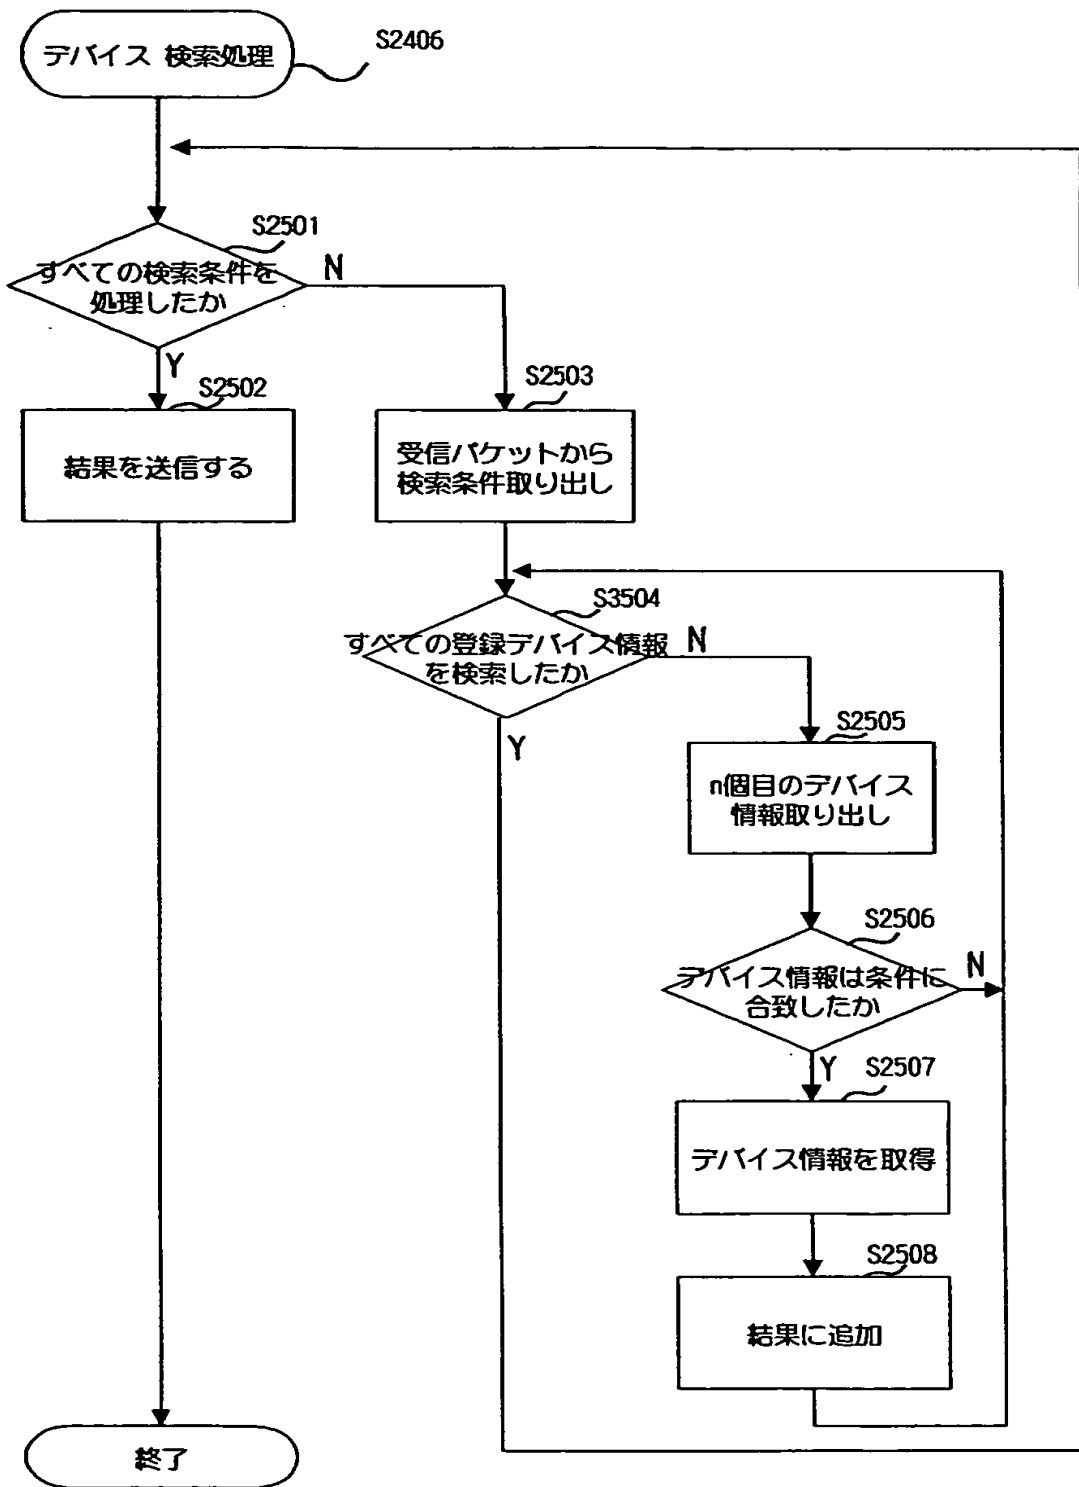 デバイス 検索処理
S2406
S2501
すべての検索条件を
処理したか
N
Y
S2502
結果を送信する
S2503
受信パケットから
検索条件取り出し
S3504
すべての登録デバイス情報
を検索したか
N
Y
S2505
n個目のデバイス
情報取り出し
S2506
デバイス情報は条件に
合致したか
N
Y
S2507
デバイス情報を取得
S2508
結果に追加
終了